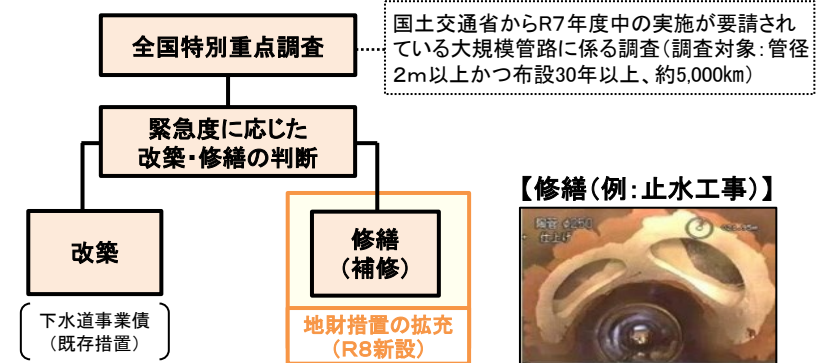 全国特別重点調査
国土交通省からR7年度中の実施が要請され
ている大規模管路に係る調査(調査対象:管径
2m以上かつ布設30年以上、約5,000km)
緊急度に応じた
改築・修繕の判断
改築
修繕
(補修)
下水道事業債
(既存措置)
地財措置の拡充
(R8新設)
【修繕(例:止水工事)】
仕上げ